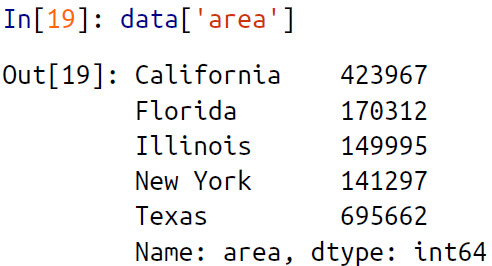 In[19]: data['area']
Out[19]: California 423967
Florida 170312
Illinois 149995
New York 141297
Texas 695662
Name: area, dtype: int64